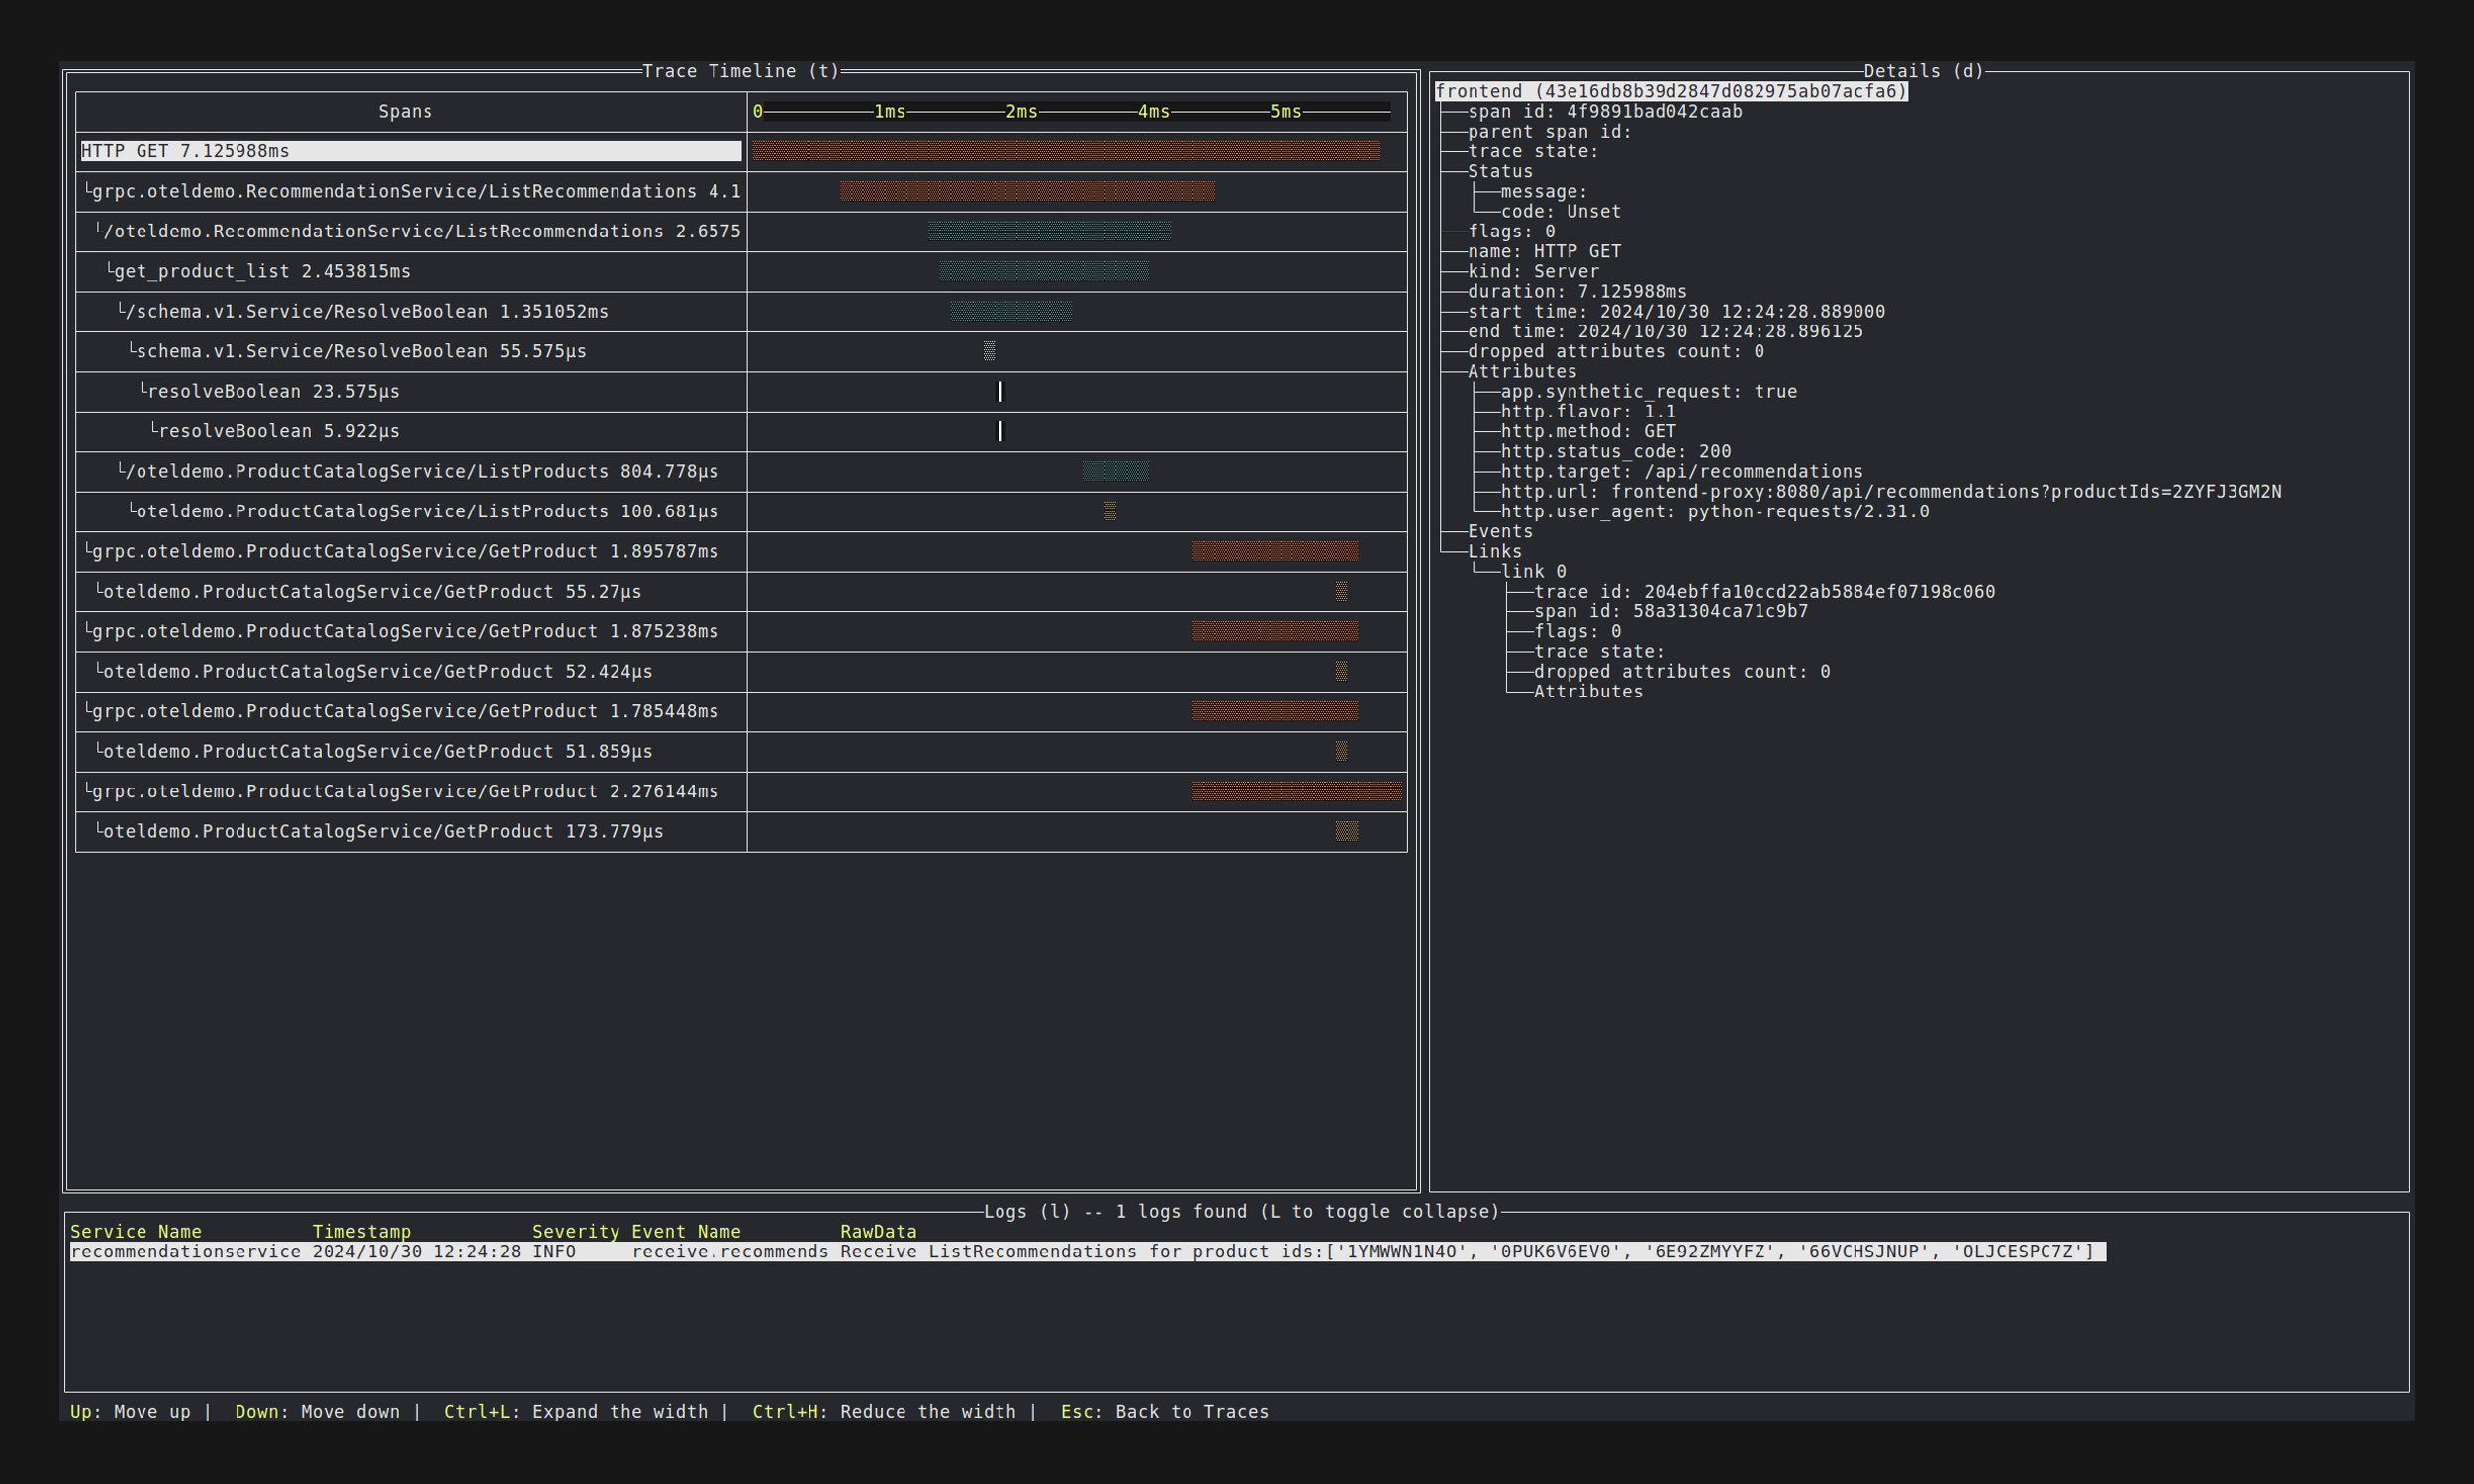 Trace Timeline (t)
Spans 0 1ms 2ms 4ms 5ms
HTTP GET 7.125988ms
└grpc.oteldemo.RecommendationService/ListRecommendations 4.1
└/oteldemo.RecommendationService/ListRecommendations 2.6575
└get_product_list 2.453815ms
└/schema.v1.Service/ResolveBoolean 1.351052ms
└schema.v1.Service/ResolveBoolean 55.575µs
└resolveBoolean 23.575µs
└resolveBoolean 5.922µs
└/oteldemo.ProductCatalogService/ListProducts 804.778µs
└oteldemo.ProductCatalogService/ListProducts 100.681µs
└grpc.oteldemo.ProductCatalogService/GetProduct 1.895787ms
└oteldemo.ProductCatalogService/GetProduct 55.27µs
└grpc.oteldemo.ProductCatalogService/GetProduct 1.875238ms
└oteldemo.ProductCatalogService/GetProduct 52.424µs
└grpc.oteldemo.ProductCatalogService/GetProduct 1.785448ms
└oteldemo.ProductCatalogService/GetProduct 51.859µs
└grpc.oteldemo.ProductCatalogService/GetProduct 2.276144ms
└oteldemo.ProductCatalogService/GetProduct 173.779µs
Details (d)
frontend (43e16db8b39d2847d082975ab07acfa6)
├──span id: 4f9891bad042caab
├──parent span id:
├──trace state:
├──Status
│  ├──message:
│  └──code: Unset
├──flags: 0
├──name: HTTP GET
├──kind: Server
├──duration: 7.125988ms
├──start time: 2024/10/30 12:24:28.889000
├──end time: 2024/10/30 12:24:28.896125
├──dropped attributes count: 0
├──Attributes
│  ├──app.synthetic_request: true
│  ├──http.flavor: 1.1
│  ├──http.method: GET
│  ├──http.status_code: 200
│  ├──http.target: /api/recommendations
│  ├──http.url: frontend-proxy:8080/api/recommendations?productIds=2ZYFJ3GM2N
│  └──http.user_agent: python-requests/2.31.0
├──Events
└──Links
   └──link 0
      ├──trace id: 204ebffa10ccd22ab5884ef07198c060
      ├──span id: 58a31304ca71c9b7
      ├──flags: 0
      ├──trace state:
      ├──dropped attributes count: 0
      └──Attributes
Logs (l) -- 1 logs found (L to toggle collapse)
Service Name Timestamp Severity Event Name RawData
recommendationservice 2024/10/30 12:24:28 INFO receive.recommends Receive ListRecommendations for product ids:['1YMWWN1N4O', '0PUK6V6EV0', '6E92ZMYYFZ', '66VCHSJNUP', 'OLJCESPC7Z']
Up: Move up | Down: Move down | Ctrl+L: Expand the width | Ctrl+H: Reduce the width | Esc: Back to Traces